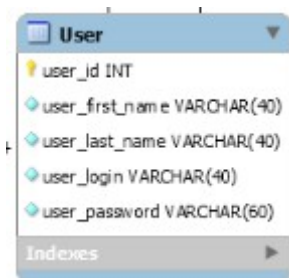 User
user_id INT
user_first_name VARCHAR(40)
user_last_name VARCHAR(40)
user_login VARCHAR(40)
user_password VARCHAR(60)
Indexes